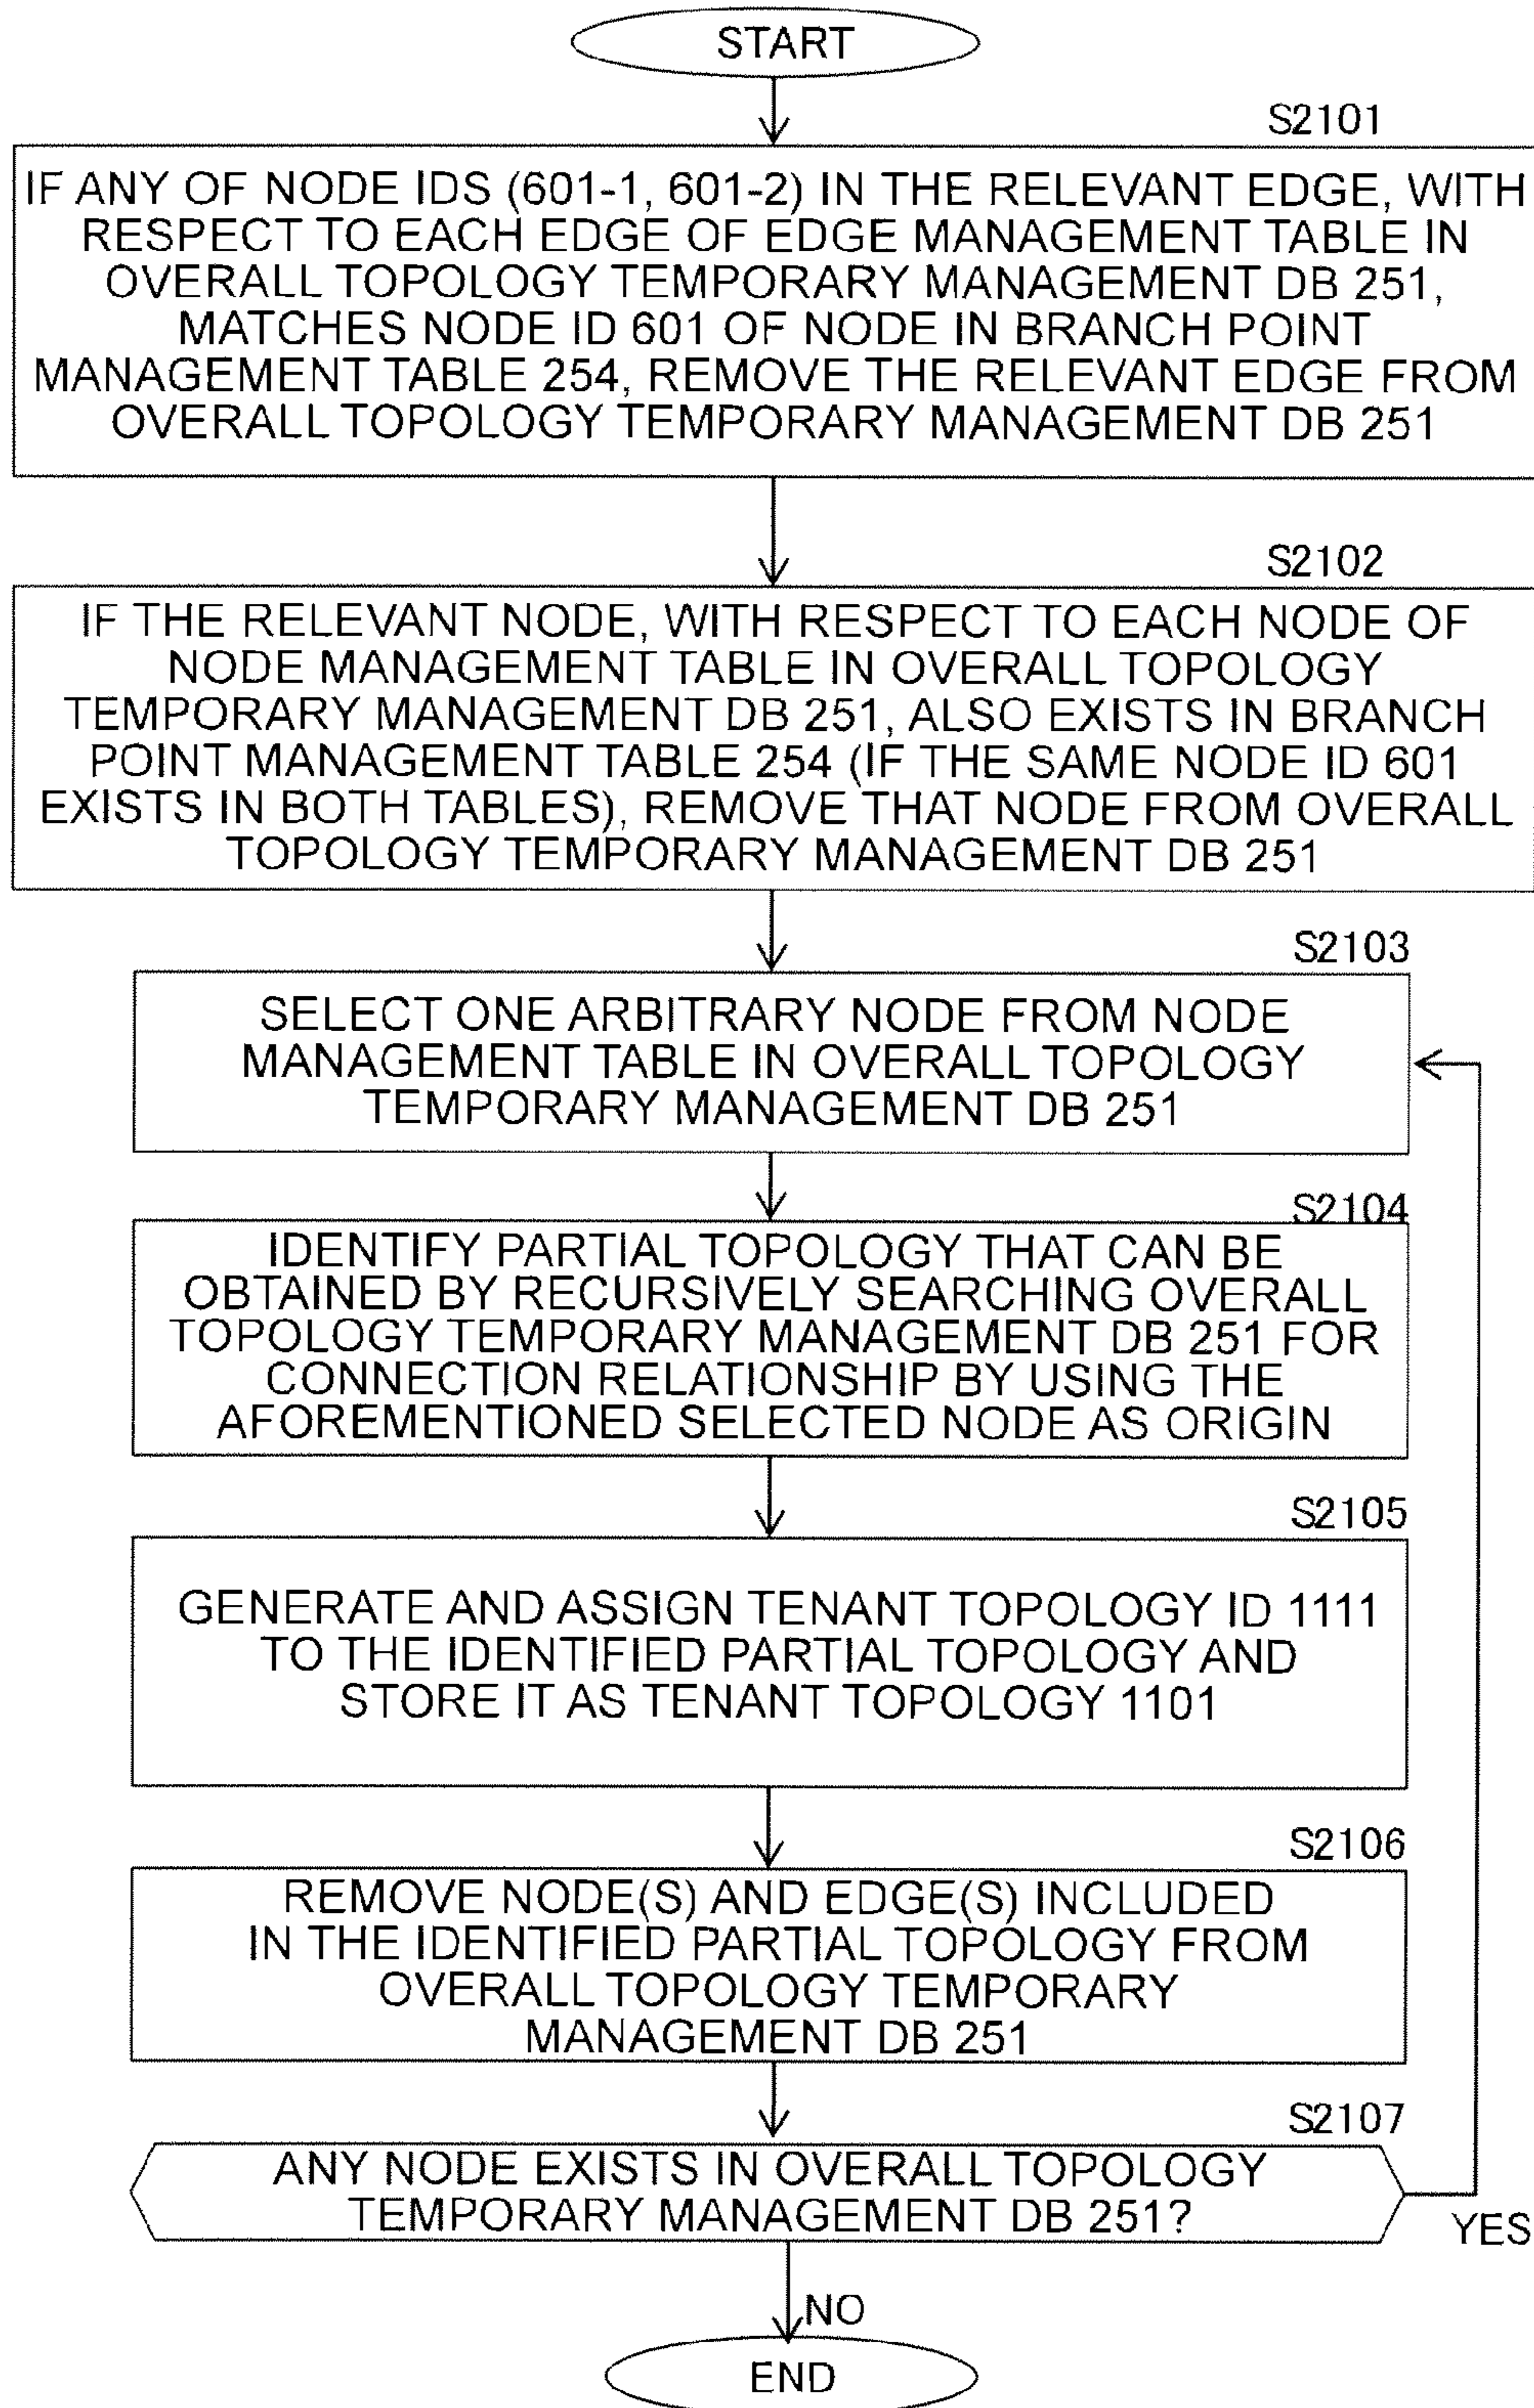 START
S2101
IF ANY OF NODE IDS (601-1, 601-2) IN THE RELEVANT EDGE, WITH
RESPECT TO EACH EDGE OF EDGE MANAGEMENT TABLE IN
OVERALL TOPOLOGY TEMPORARY MANAGEMENT DB 251,
MATCHES NODE ID 601 OF NODE IN BRANCH POINT
MANAGEMENT TABLE 254, REMOVE THE RELEVANT EDGE FROM
OVERALL TOPOLOGY TEMPORARY MANAGEMENT DB 251
S2102
IF THE RELEVANT NODE, WITH RESPECT TO EACH NODE OF
NODE MANAGEMENT TABLE IN OVERALL TOPOLOGY
TEMPORARY MANAGEMENT DB 251, ALSO EXISTS IN BRANCH
POINT MANAGEMENT TABLE 254 (IF THE SAME NODE ID 601
EXISTS IN BOTH TABLES), REMOVE THAT NODE FROM OVERALL
TOPOLOGY TEMPORARY MANAGEMENT DB 251
S2103
SELECT ONE ARBITRARY NODE FROM NODE
MANAGEMENT TABLE IN OVERALL TOPOLOGY
TEMPORARY MANAGEMENT DB 251
S2104
IDENTIFY PARTIAL TOPOLOGY THAT CAN BE
OBTAINED BY RECURSIVELY SEARCHING OVERALL
TOPOLOGY TEMPORARY MANAGEMENT DB 251 FOR
CONNECTION RELATIONSHIP BY USING THE
AFOREMENTIONED SELECTED NODE AS ORIGIN
S2105
GENERATE AND ASSIGN TENANT TOPOLOGY ID 1111
TO THE IDENTIFIED PARTIAL TOPOLOGY AND
STORE IT AS TENANT TOPOLOGY 1101
S2106
REMOVE NODE(S) AND EDGE(S) INCLUDED
IN THE IDENTIFIED PARTIAL TOPOLOGY FROM
OVERALL TOPOLOGY TEMPORARY
MANAGEMENT DB 251
S2107
ANY NODE EXISTS IN OVERALL TOPOLOGY
TEMPORARY MANAGEMENT DB 251?
YES
NO
END